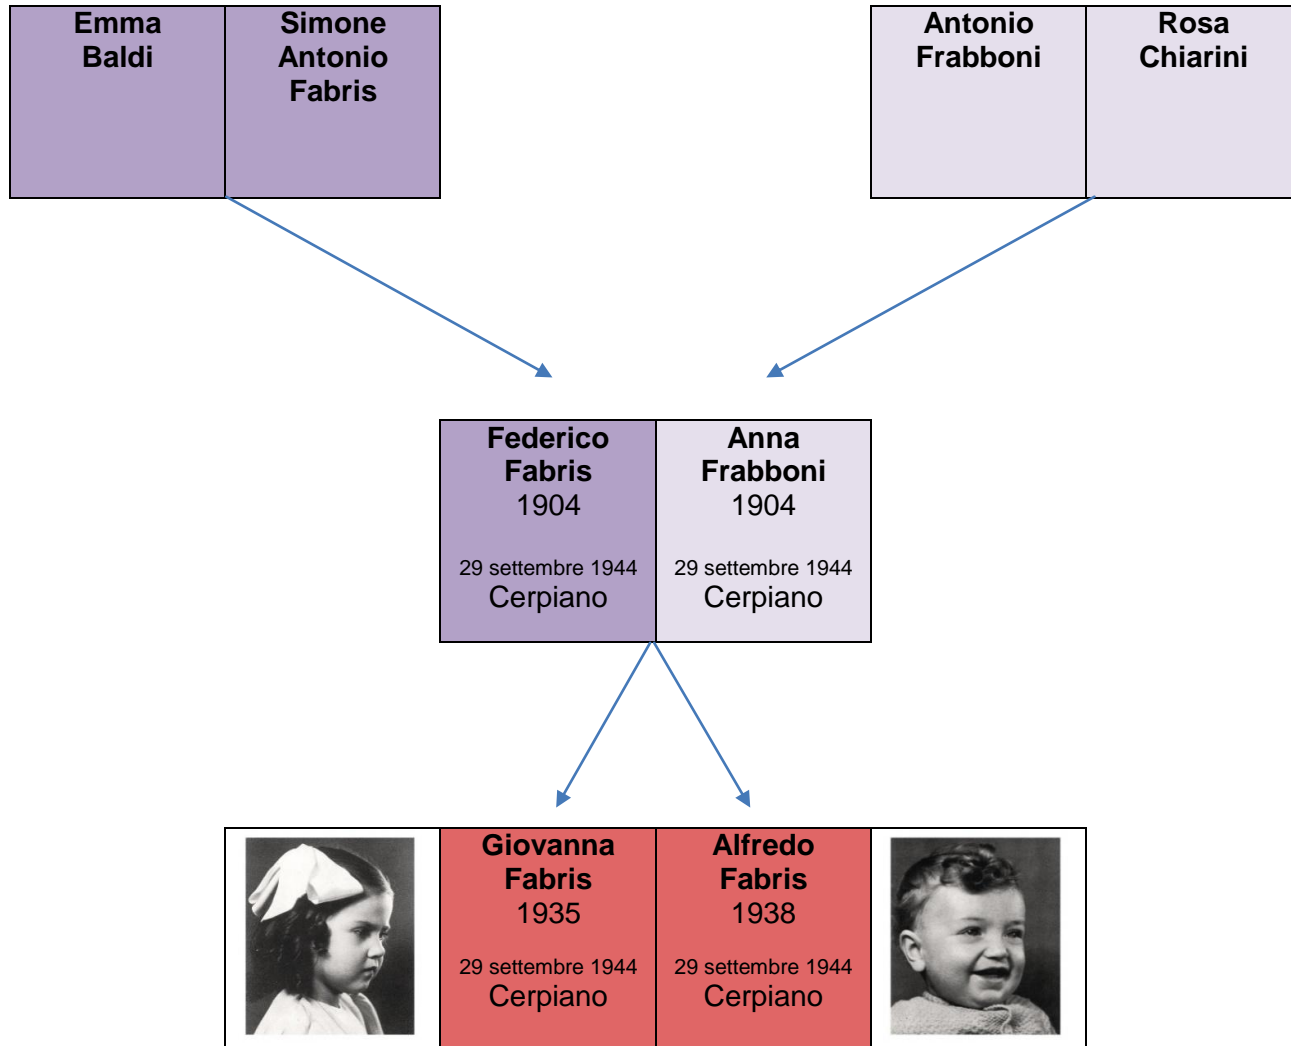 Emma
Baldi
Simone
Antonio
Fabris
Antonio
Frabboni
Rosa
Chiarini
Federico
Fabris
1904
29 settembre 1944
Cerpiano
Anna
Frabboni
1904
29 settembre 1944
Cerpiano
Giovanna
Fabris
1935
29 settembre 1944
Cerpiano
Alfredo
Fabris
1938
29 settembre 1944
Cerpiano